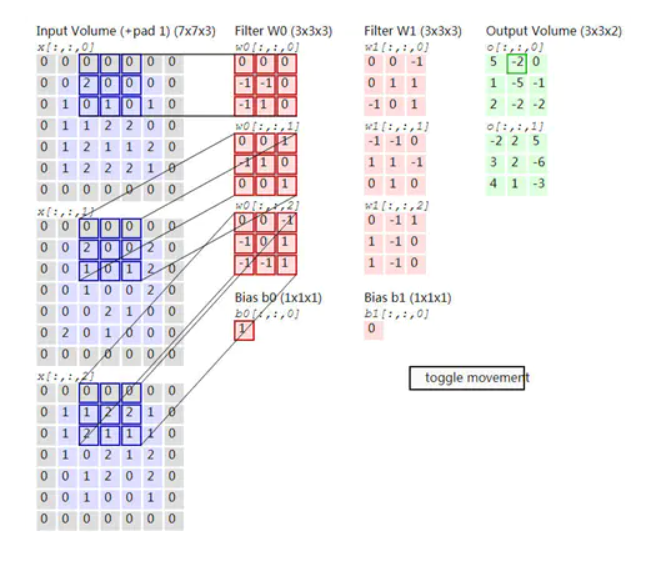 Input Volume (+pad 1) (7x7x3)
x[:,:,0]
0 0 0 0 0 0 0
0 0 2 0 0 0 0
0 1 0 1 0 1 0
0 1 1 2 2 0 0
0 1 2 1 1 2 0
0 1 2 2 2 1 0
0 0 0 0 0 0 0
x[:,:,1]
0 0 0 0 0 0 0
0 0 2 0 0 2 0
0 0 1 0 1 2 0
0 0 1 0 0 2 0
0 0 0 2 1 0 0
0 2 0 1 0 0 0
0 0 0 0 0 0 0
x[:,:,2]
0 0 0 0 0 0 0
0 1 1 2 2 1 0
0 1 2 1 1 1 0
0 1 0 2 1 2 0
0 0 1 2 0 2 0
0 0 1 0 0 1 0
0 0 0 0 0 0 0
Filter W0 (3x3x3)
w0[:,:,0]
0 0 0
-1 -1 0
-1 1 0
w0[:,:,1]
0 0 1
-1 1 0
0 0 1
w0[:,:,2]
0 0 -1
-1 0 1
-1 -1 1
Bias b0 (1x1x1)
b0[:,:,0]
1
Filter W1 (3x3x3)
w1[:,:,0]
0 0 -1
0 1 1
-1 0 1
w1[:,:,1]
-1 -1 0
1 1 -1
0 1 0
w1[:,:,2]
0 -1 1
1 -1 0
1 -1 0
Bias b1 (1x1x1)
b1[:,:,0]
0
Output Volume (3x3x2)
o[:,:,0]
5 -2 0
1 -5 -1
2 -2 -2
o[:,:,1]
-2 2 5
3 2 -6
4 1 -3
toggle movement